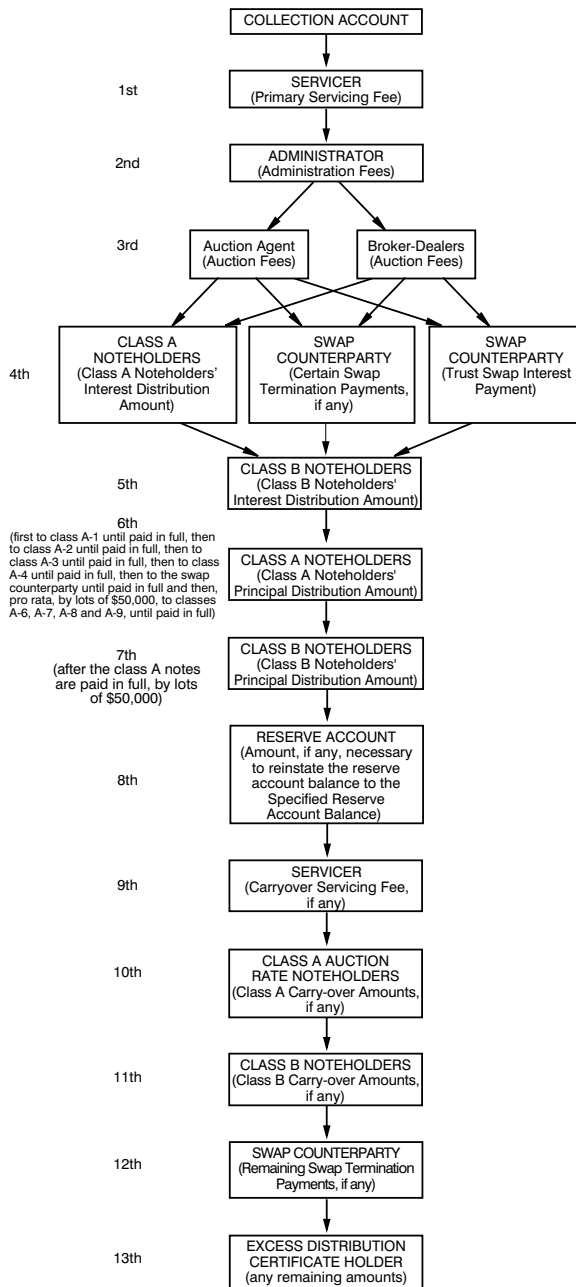 COLLECTION ACCOUNT
1st
SERVICER
(Primary Servicing Fee)
2nd
ADMINISTRATOR
(Administration Fees)
3rd
Auction Agent
(Auction Fees)
Broker-Dealers
(Auction Fees)
4th
CLASS A
NOTEHOLDERS
(Class A Noteholders’
Interest Distribution
Amount)
SWAP
COUNTERPARTY
(Certain Swap
Termination Payments,
if any)
SWAP
COUNTERPARTY
(Trust Swap Interest
Payment)
5th
CLASS B NOTEHOLDERS
(Class B Noteholders'
Interest Distribution Amount)
6th
(first to class A-1 until paid in full, then
to class A-2 until paid in full, then to
class A-3 until paid in full, then to class
A-4 until paid in full, then to the swap
counterparty until paid in full and then,
pro rata, by lots of $50,000, to classes
A-6, A-7, A-8 and A-9, until paid in full)
CLASS A NOTEHOLDERS
(Class A Noteholders'
Principal Distribution Amount)
7th
(after the class A notes
are paid in full, by lots
of $50,000)
CLASS B NOTEHOLDERS
(Class B Noteholders'
Principal Distribution Amount)
8th
RESERVE ACCOUNT
(Amount, if any, necessary
to reinstate the reserve
account balance to the
Specified Reserve
Account Balance)
9th
SERVICER
(Carryover Servicing Fee,
if any)
10th
CLASS A AUCTION
RATE NOTEHOLDERS
(Class A Carry-over Amounts,
if any)
11th
CLASS B NOTEHOLDERS
(Class B Carry-over Amounts,
if any)
12th
SWAP COUNTERPARTY
(Remaining Swap Termination
Payments, if any)
13th
EXCESS DISTRIBUTION
CERTIFICATE HOLDER
(any remaining amounts)